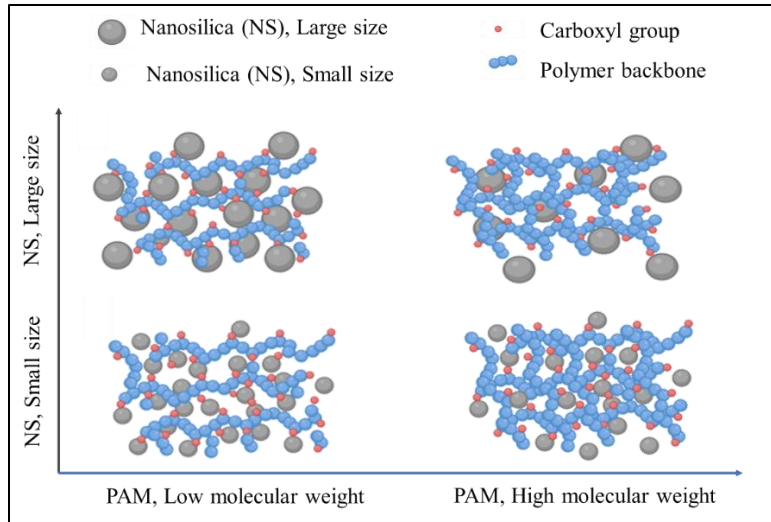 Nanosilica (NS), Large size
Carboxyl group
Nanosilica (NS), Small size
Polymer backbone
NS, Large size
NS, Small size
PAM, Low molecular weight
PAM, High molecular weight